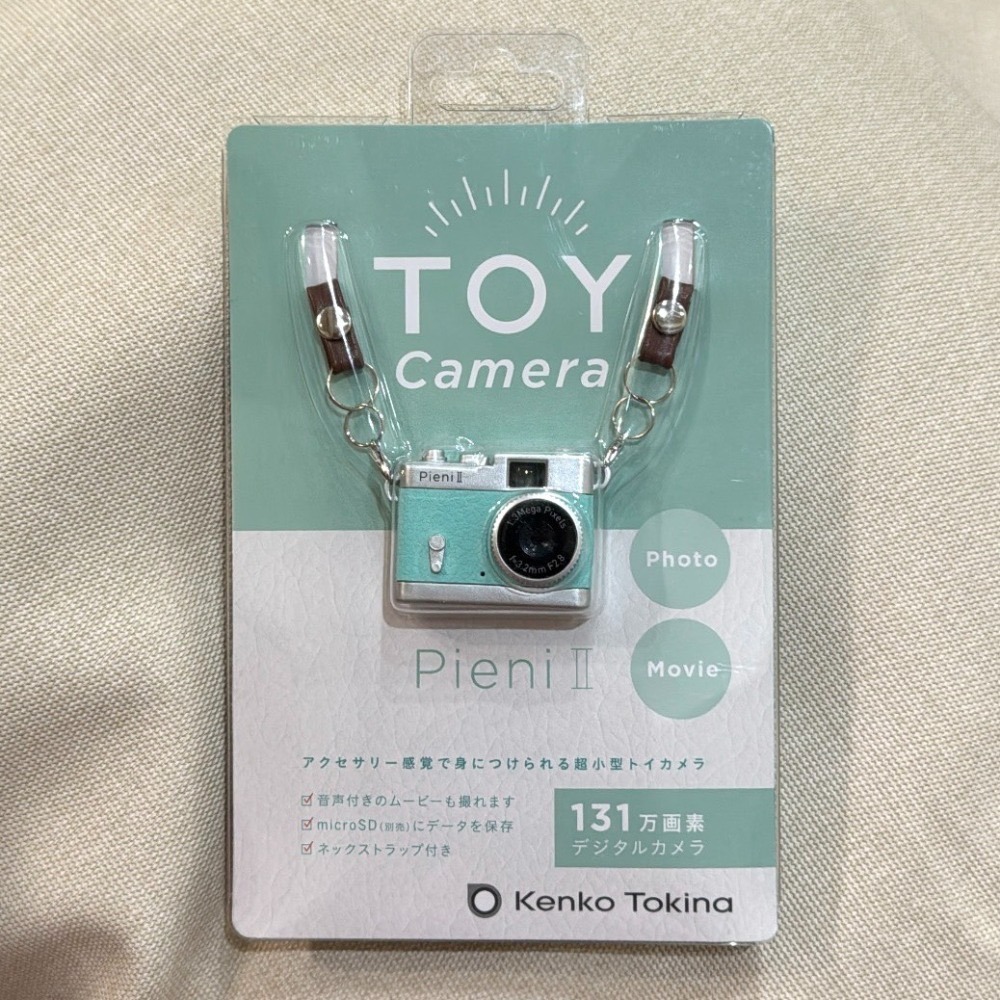 TOY
Camera
Pieni II
1.3Mega Pixels
f=3.2mm F2.8
Photo
Pieni II
Movie
アクセサリー感覚で身につけられる超小型トイカメラ
音声付きのムービーも撮れます
microSD(別売)にデータを保存
ネックストラップ付き
131万画素
デジタルカメラ
Kenko Tokina